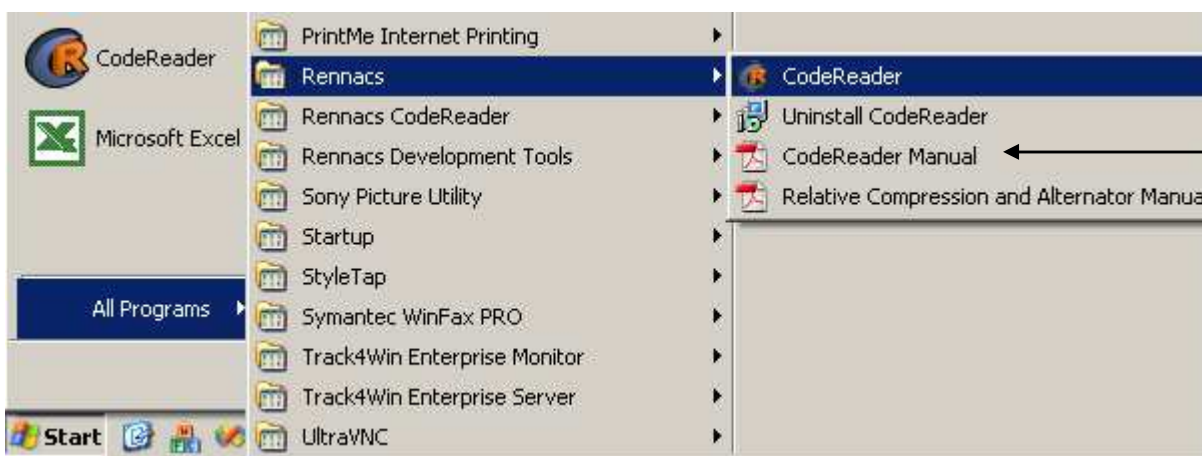 CodeReader
Microsoft Excel
All Programs
Start
PrintMe Internet Printing
Rennacs
Rennacs CodeReader
Rennacs Development Tools
Sony Picture Utility
Startup
StyleTap
Symantec WinFax PRO
Track4Win Enterprise Monitor
Track4Win Enterprise Server
UltraVNC
CodeReader
Uninstall CodeReader
CodeReader Manual
Relative Compression and Alternator Manua